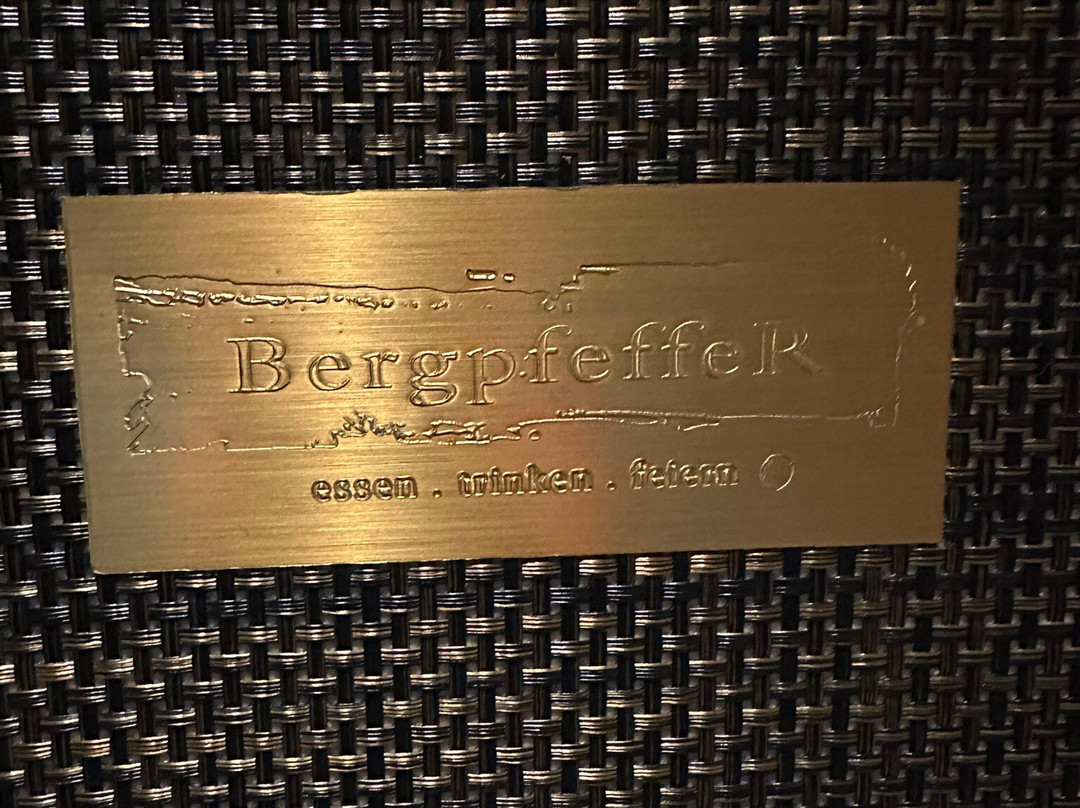 BergpfeffeR
essen . trinken . feiern